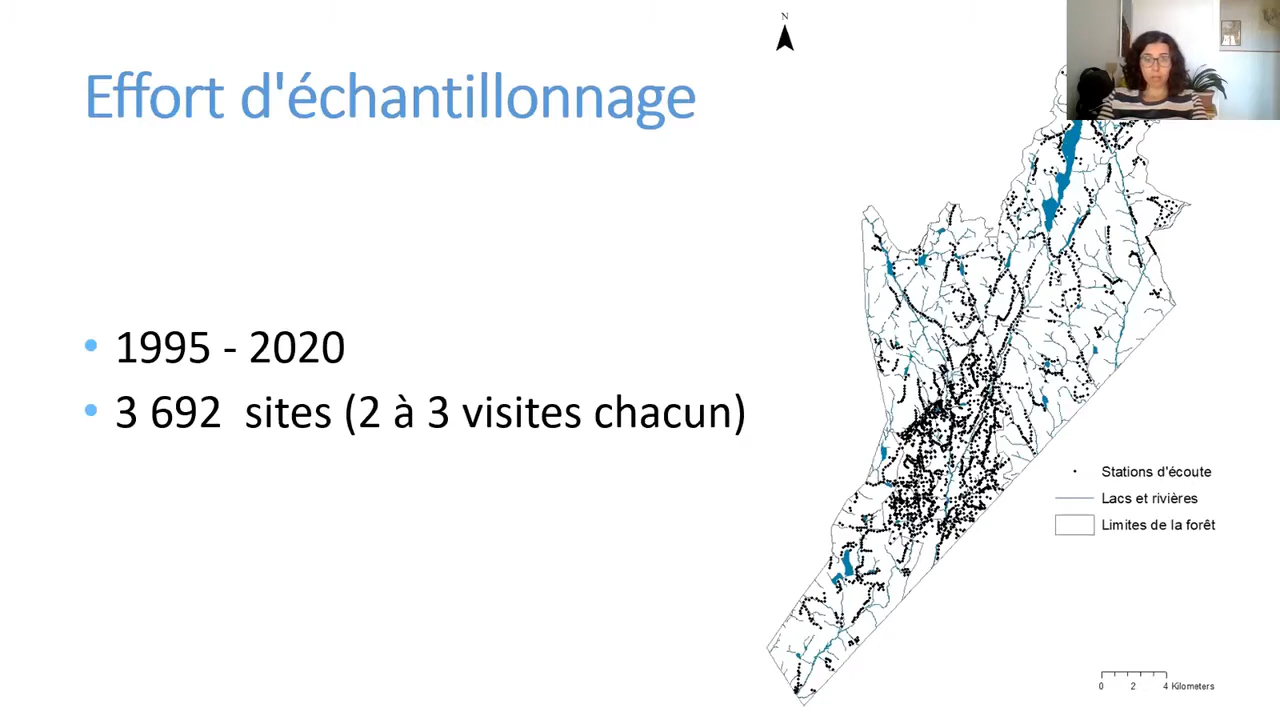 N
Effort d'échantillonnage
• 1995 - 2020
• 3 692 sites (2 à 3 visites chacun)
Stations d'écoute
Lacs et rivières
Limites de la forêt
0 2 4 Kilometers